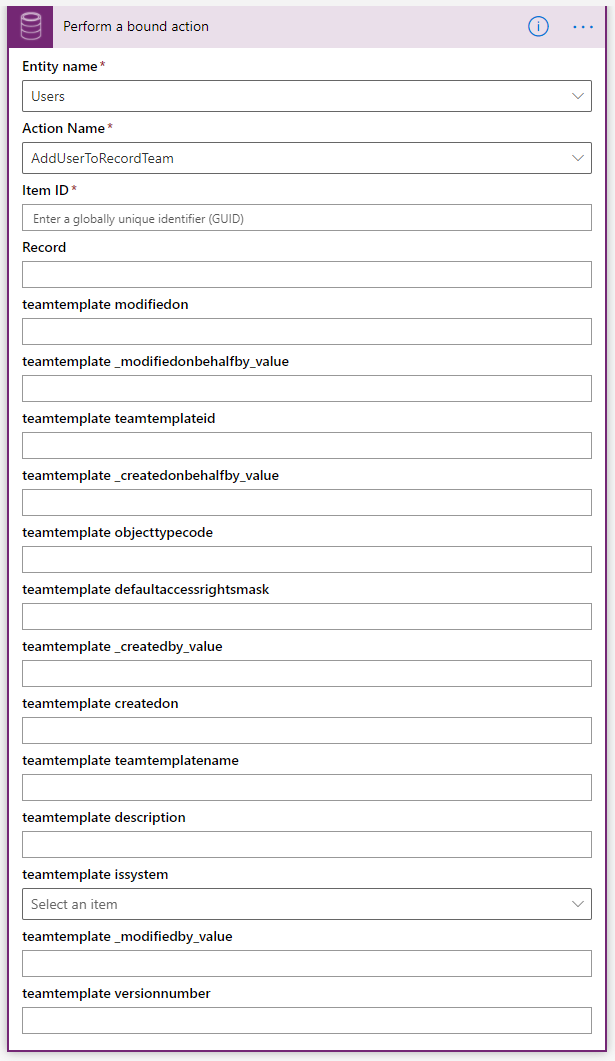 Perform a bound action
Entity name*
Users
Action Name*
AddUserToRecordTeam
Item ID*
Enter a globally unique identifier (GUID)
Record
teamtemplate modifiedon
teamtemplate _modifiedonbehalfby_value
teamtemplate teamtemplateid
teamtemplate _createdonbehalfby_value
teamtemplate objecttypecode
teamtemplate defaultaccessrightsmask
teamtemplate _createdby_value
teamtemplate createdon
teamtemplate teamtemplatename
teamtemplate description
teamtemplate issystem
Select an item
teamtemplate _modifiedby_value
teamtemplate versionnumber